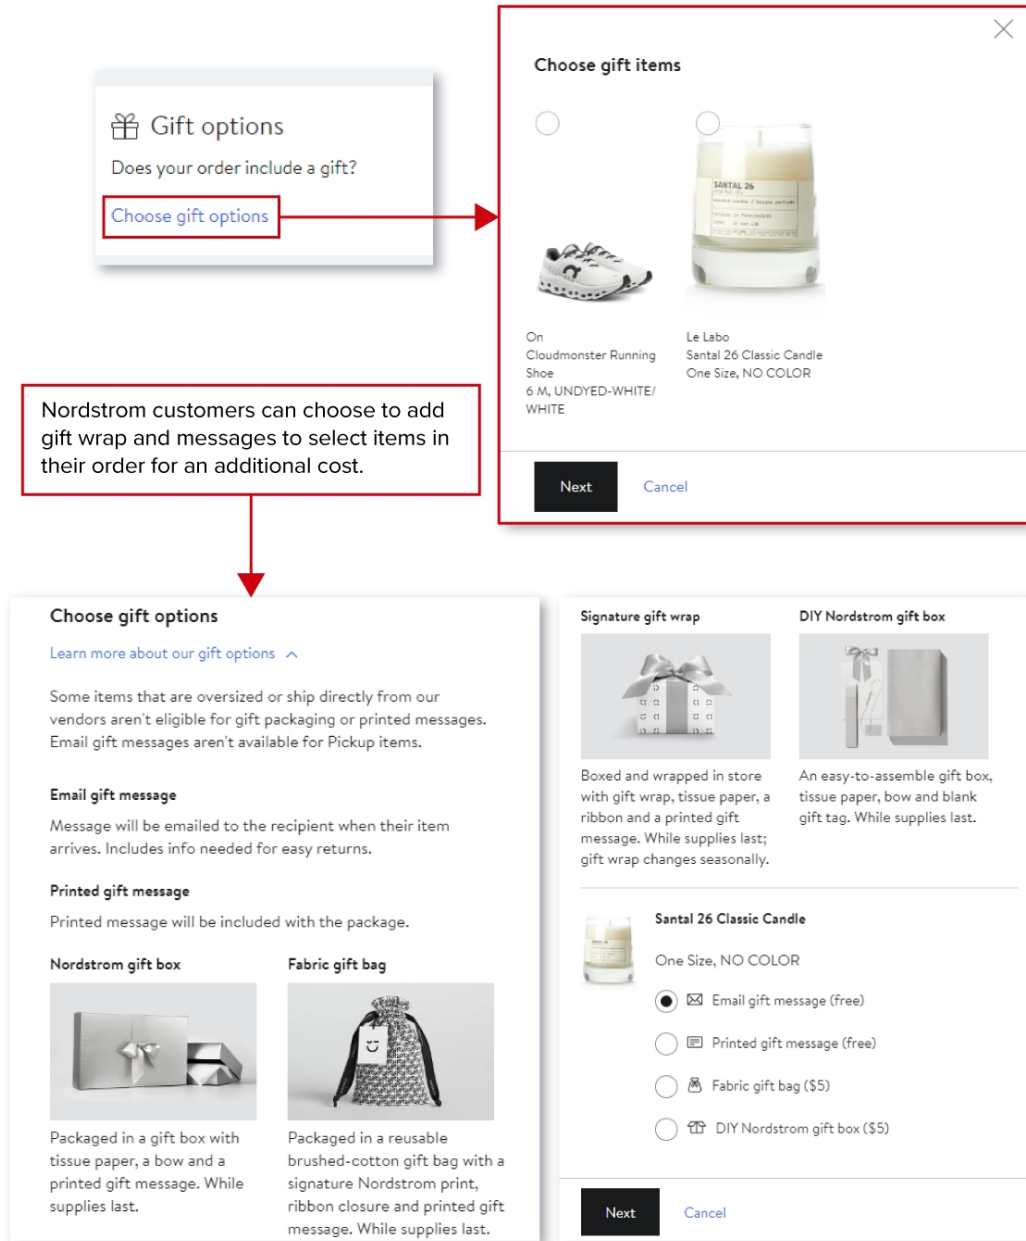 Gift options
Does your order include a gift?
Choose gift options
Choose gift items
SANTAL 26
On
Cloudmonster Running
Shoe
6 M, UNDYED-WHITE/
WHITE
Le Labo
Santal 26 Classic Candle
One Size, NO COLOR
Next
Cancel
Nordstrom customers can choose to add
gift wrap and messages to select items in
their order for an additional cost.
Choose gift options
Learn more about our gift options
Some items that are oversized or ship directly from our
vendors aren't eligible for gift packaging or printed messages.
Email gift messages aren't available for Pickup items.
Email gift message
Message will be emailed to the recipient when their item
arrives. Includes info needed for easy returns.
Printed gift message
Printed message will be included with the package.
Nordstrom gift box
Packaged in a gift box with
tissue paper, a bow and a
printed gift message. While
supplies last.
Fabric gift bag
Packaged in a reusable
brushed-cotton gift bag with a
signature Nordstrom print,
ribbon closure and printed gift
message. While supplies last.
Signature gift wrap
Boxed and wrapped in store
with gift wrap, tissue paper, a
ribbon and a printed gift
message. While supplies last;
gift wrap changes seasonally.
DIY Nordstrom gift box
An easy-to-assemble gift box,
tissue paper, bow and blank
gift tag. While supplies last.
Santal 26 Classic Candle
One Size, NO COLOR
Email gift message (free)
Printed gift message (free)
Fabric gift bag ($5)
DIY Nordstrom gift box ($5)
Next
Cancel